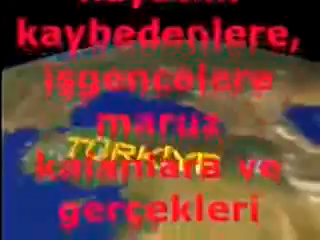 kaybedenlere,
işgencelere
maruz
TÜRKİYE
kalanlara ve
gerçekleri